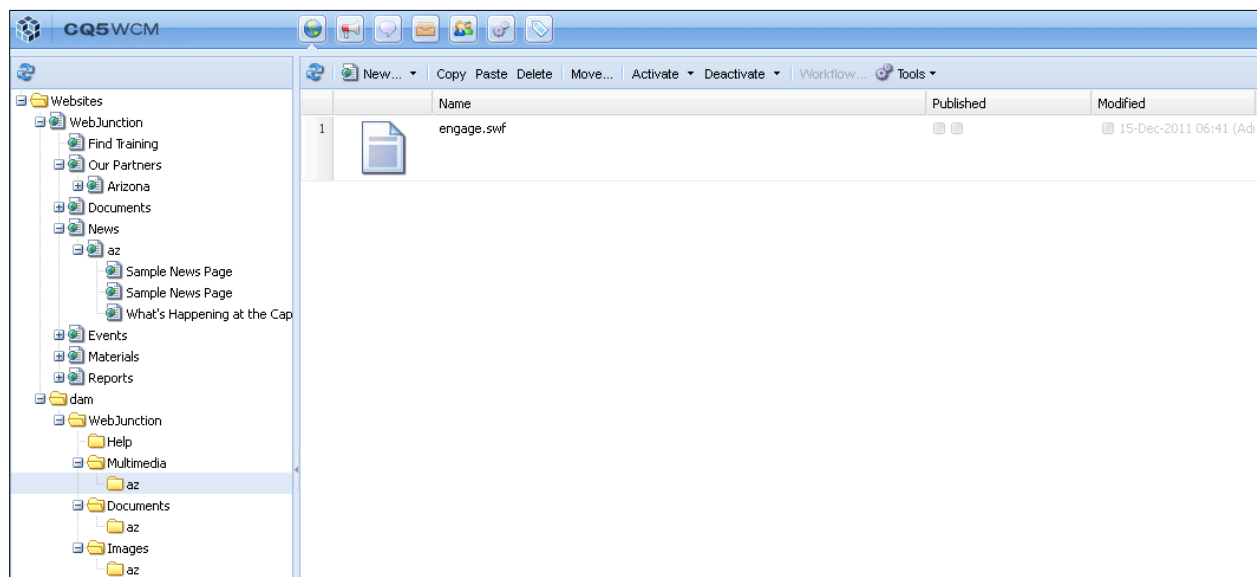 CQ5WCM
New... Copy Paste Delete Move... Activate Deactivate Workflow... Tools
Websites
WebJunction
Find Training
Our Partners
Arizona
Documents
News
az
Sample News Page
Sample News Page
What's Happening at the Cap
Events
Materials
Reports
dam
WebJunction
Help
Multimedia
az
Documents
az
Images
az
Name Published Modified
1 engage.swf 15-Dec-2011 06:41 (Adi